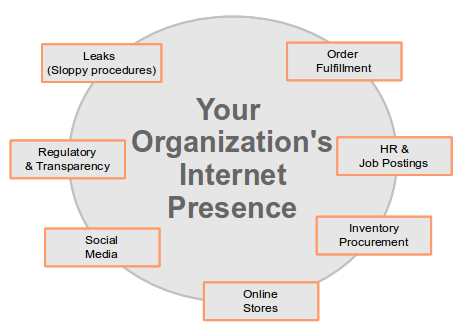 Leaks
(Sloppy procedures)
Order
Fulfillment
Your
Organization's
Internet
Presence
Regulatory
& Transparency
HR &
Job Postings
Social
Media
Inventory
Procurement
Online
Stores